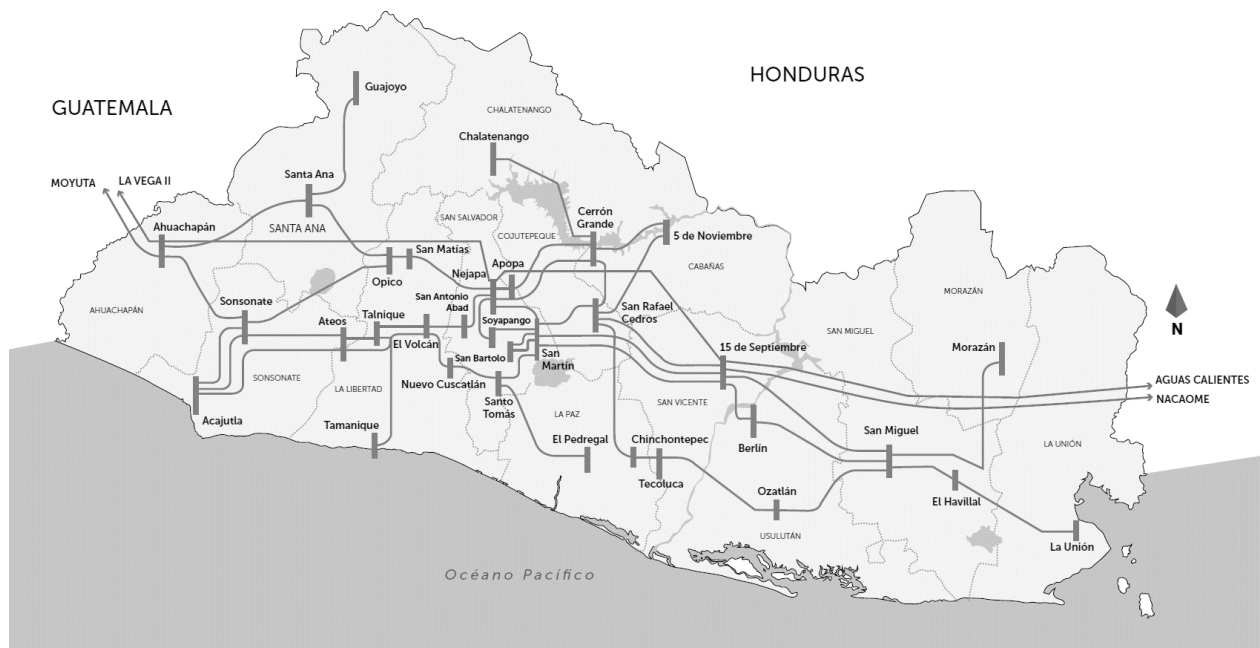 HONDURAS
GUATEMALA
Guajoyo
CHALATENANGO
Chalatenango
Santa Ana
MOYUTA
LA VEGA II
Ahuachapán
SANTA ANA
SAN SALVADOR
COJUTEPEQUE
Cerrón
Grande
5 de Noviembre
CABAÑAS
San Matías
Opico
Nejapa
Apopa
AHUACHAPÁN
Sonsonate
Ateos
Talnique
San Antonio
Abad
Soyapango
San Rafael
Cedros
El Volcán
San Bartolo
San
Martín
15 de Septiembre
SAN MIGUEL
MORAZÁN
Morazán
N
AGUAS CALIENTES
NACAOME
SONSONATE
LA LIBERTAD
Nuevo Cuscatlán
Santo
Tomás
LA PAZ
SAN VICENTE
Acajutla
Tamanique
El Pedregal
Chinchontepec
Tecoluca
Berlín
San Miguel
LA UNIÓN
Ozatlán
El Havillal
USULUTÁN
La Unión
Océano Pacífico